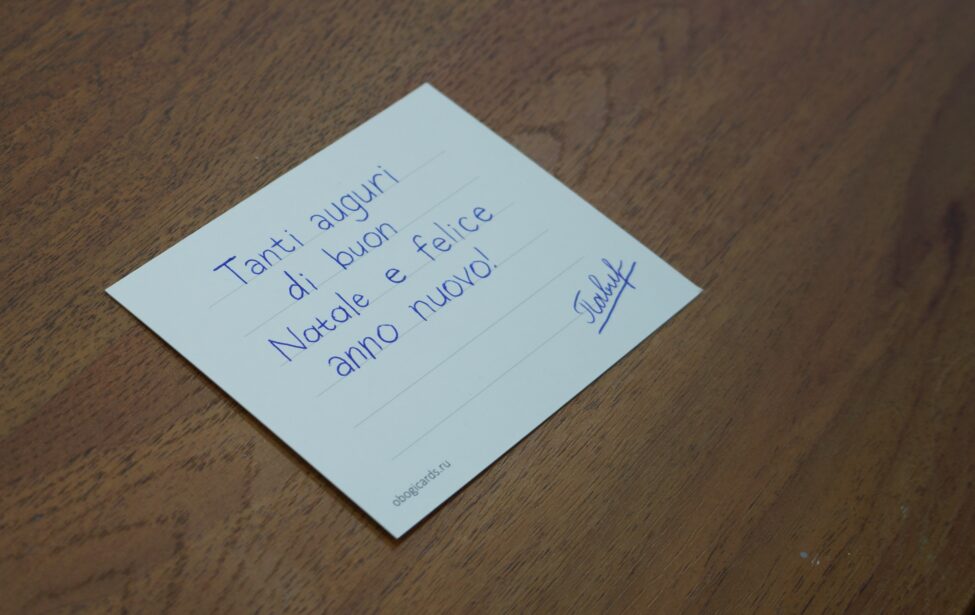 Tanti auguri
di buon
Natale e felice
anno nuovo!
obogicards.ru